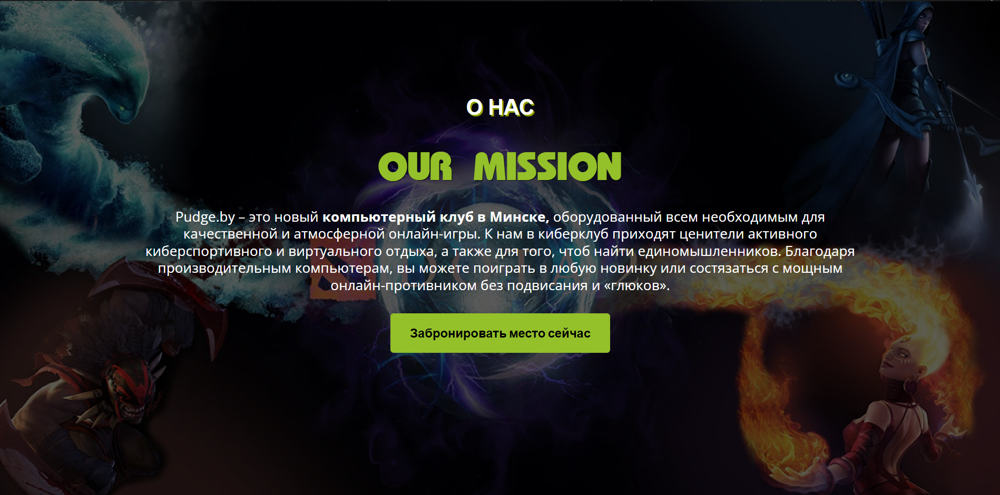 О НАС
OUR MISSION
Pudge.by – это новый компьютерный клуб в Минске, оборудованный всем необходимым для
качественной и атмосферной онлайн-игры. К нам в киберклуб приходят ценители активного
киберспортивного и виртуального отдыха, а также для того, чтоб найти единомышленников. Благодаря
производительным компьютерам, вы можете поиграть в любую новинку или состязаться с мощным
онлайн-противником без подвисания и «глюков».
Забронировать место сейчас